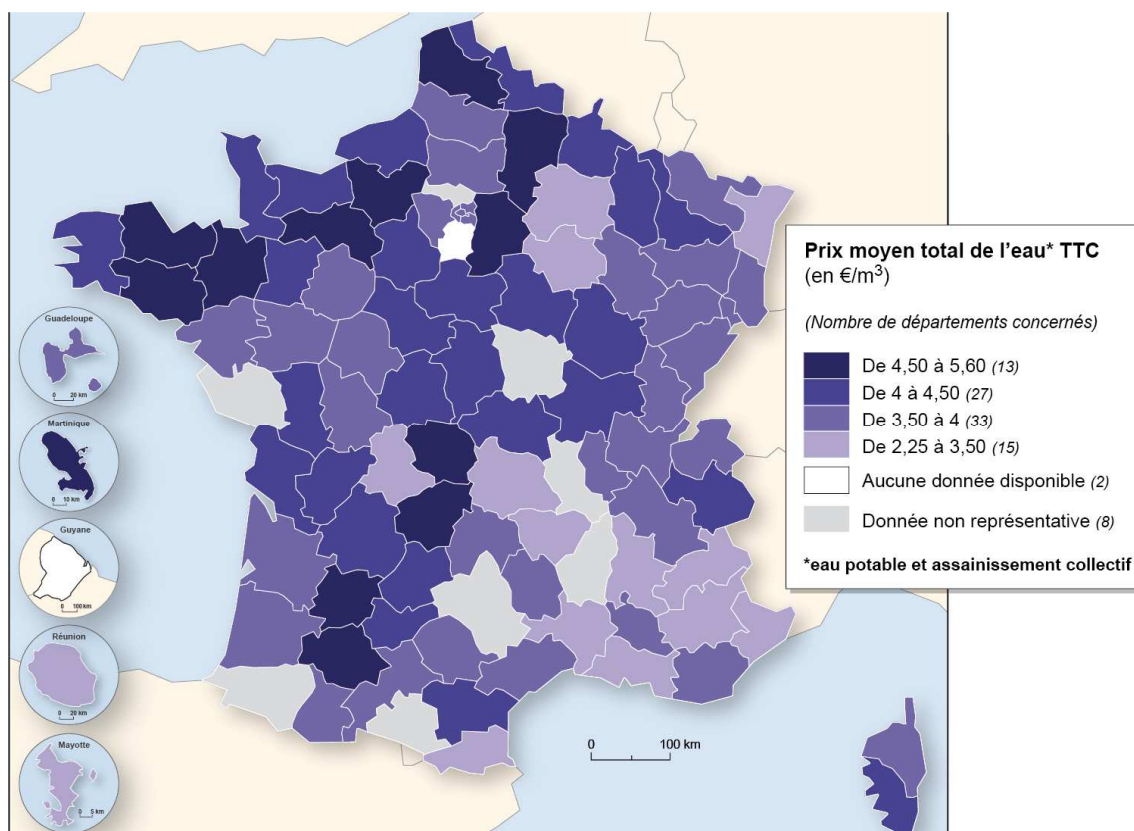 Guadeloupe
0 20 km
Martinique
0 10 km
Guyane
0 100 km
Réunion
0 20 km
Mayotte
0 5 km
0 100 km
Prix moyen total de l'eau* TTC
(en €/m³)
(Nombre de départements concernés)
De 4,50 à 5,60 (13)
De 4 à 4,50 (27)
De 3,50 à 4 (33)
De 2,25 à 3,50 (15)
Aucune donnée disponible (2)
Donnée non représentative (8)
*eau potable et assainissement collectif